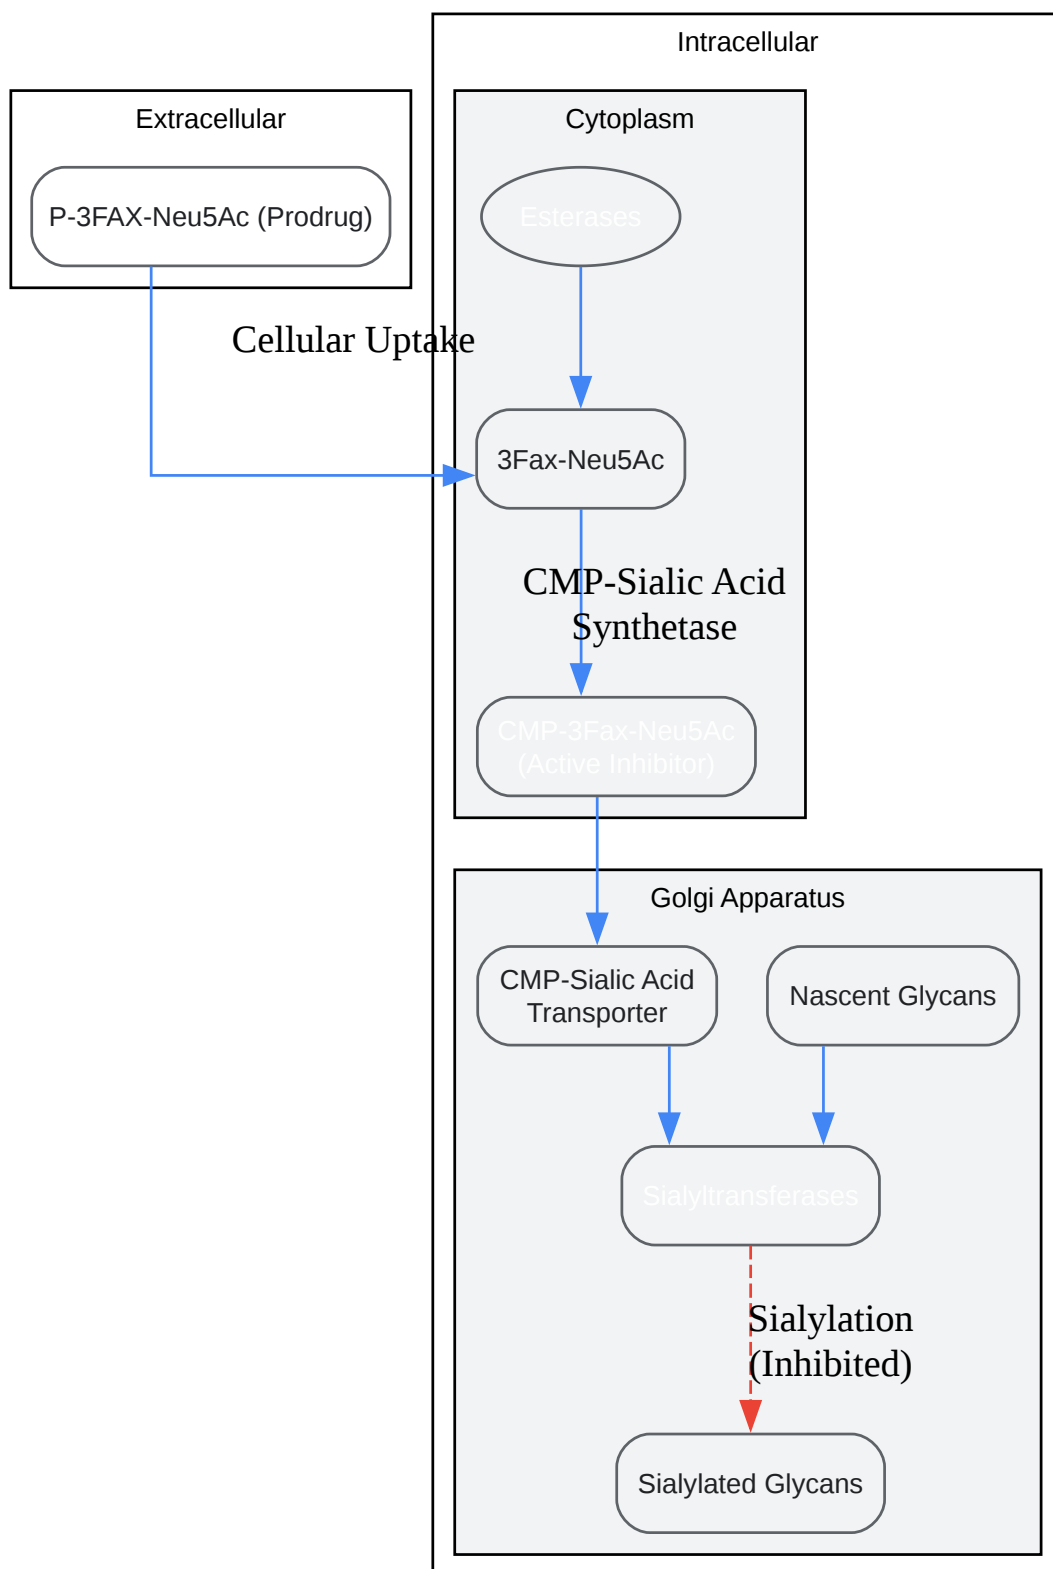 Intracellular
Extracellular
Cytoplasm
P-3FAX-Neu5Ac (Prodrug)
Esterases
Cellular Uptake
3Fax-Neu5Ac
CMP-Sialic Acid
Synthetase
CMP-3Fax-Neu5Ac
(Active Inhibitor)
Golgi Apparatus
CMP-Sialic Acid
Transporter
Nascent Glycans
Sialyltransferases
Sialylation
(Inhibited)
Sialylated Glycans